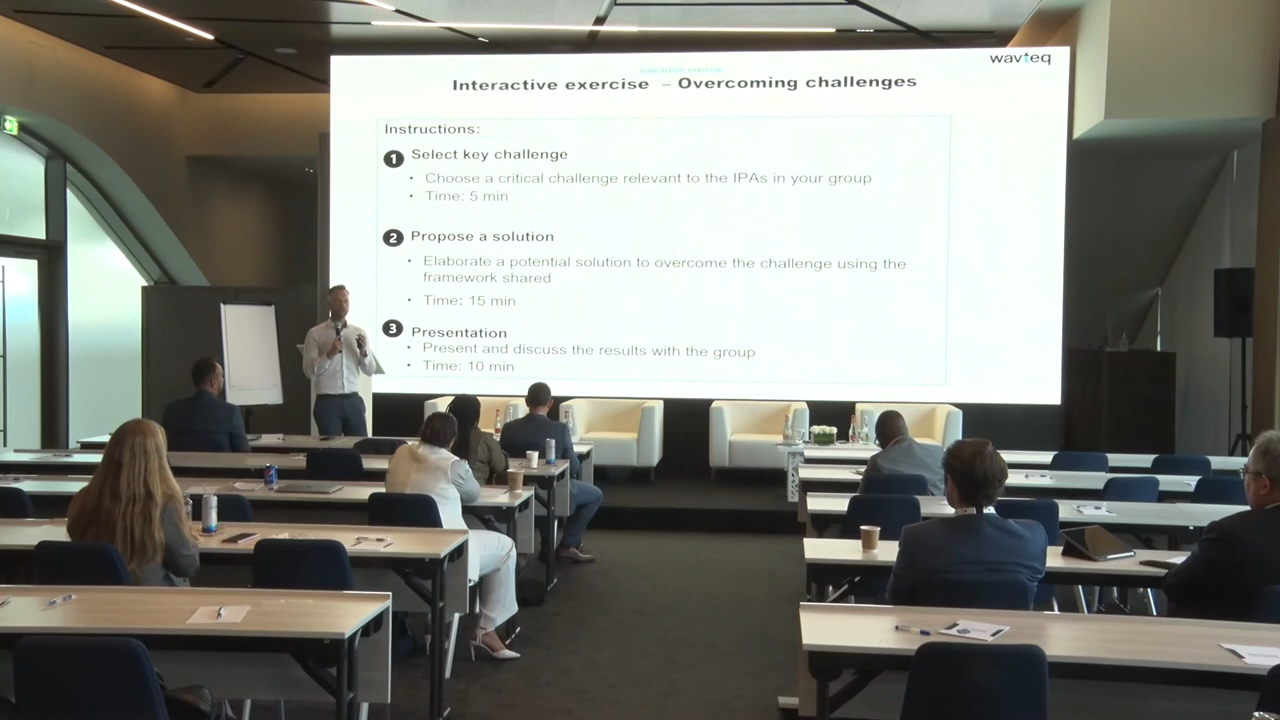 wavteq
Interactive exercise
Interactive exercise – Overcoming challenges
Instructions:
1 Select key challenge
• Choose a critical challenge relevant to the IPAs in your group
• Time: 5 min
2 Propose a solution
• Elaborate a potential solution to overcome the challenge using the
framework shared
• Time: 15 min
3 Presentation
• Present and discuss the results with the group
• Time: 10 min